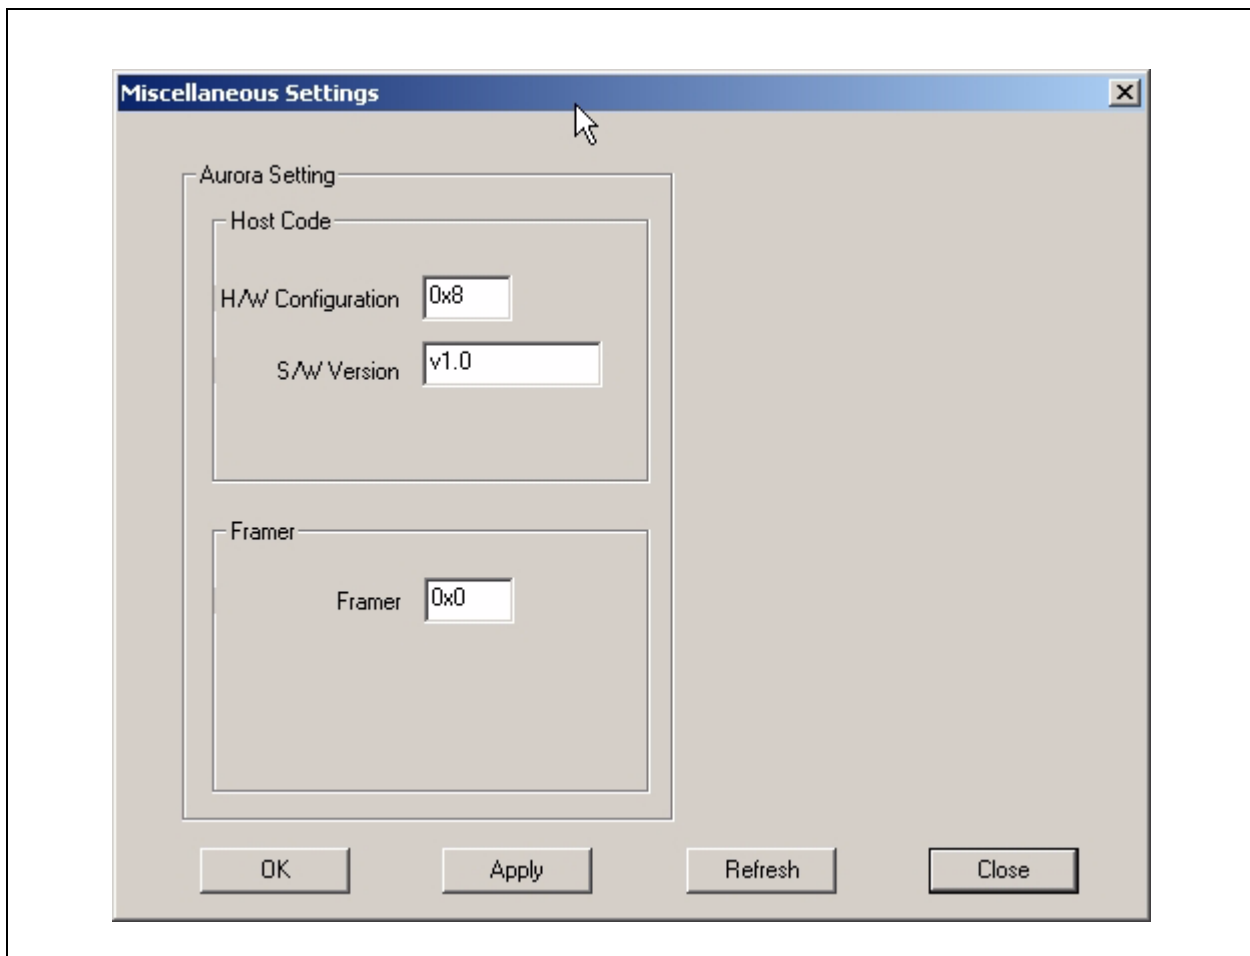 Miscellaneous Settings
Aurora Setting
Host Code
H/W Configuration 0x8
S/W Version v1.0
Framer
Framer 0x0
OK Apply Refresh Close